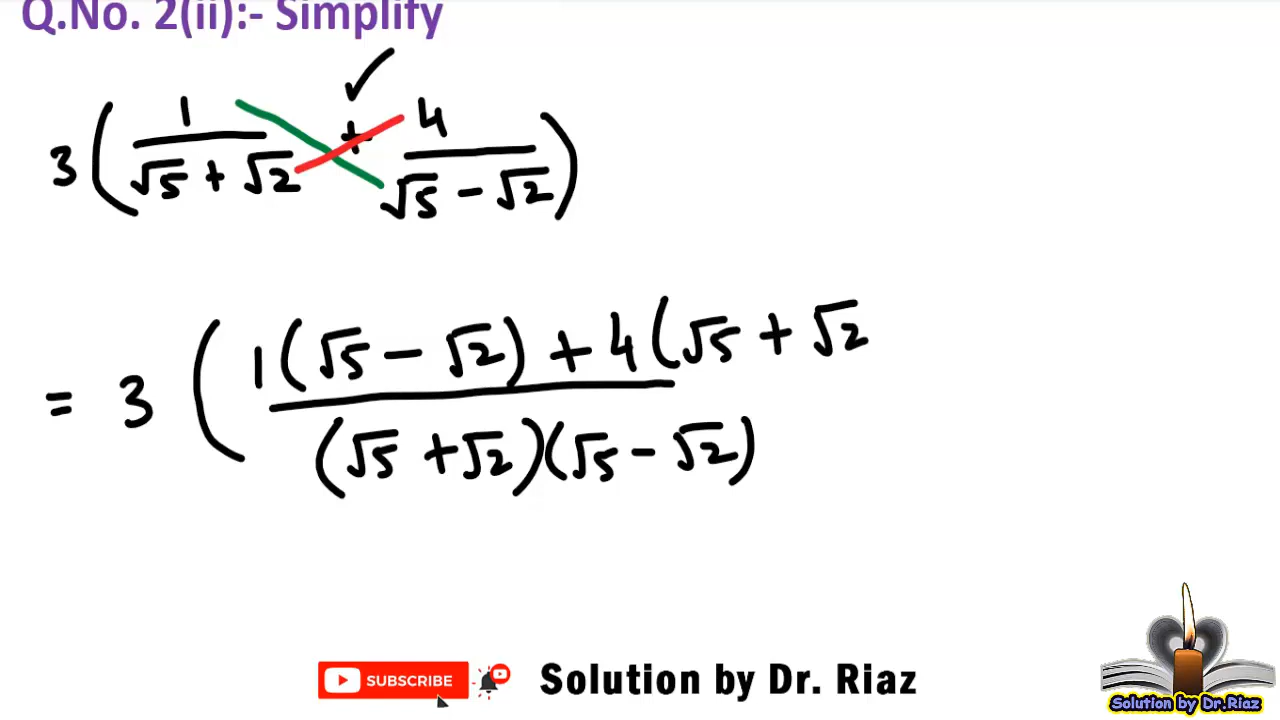 Q.No. 2(ii):- Simplify
3 ( 1/(√5 + √2) + 4/(√5 − √2) )
= 3 ( 1(√5 − √2) + 4(√5 + √2
(√5 + √2)(√5 − √2)
SUBSCRIBE Solution by Dr. Riaz
Solution by Dr.Riaz